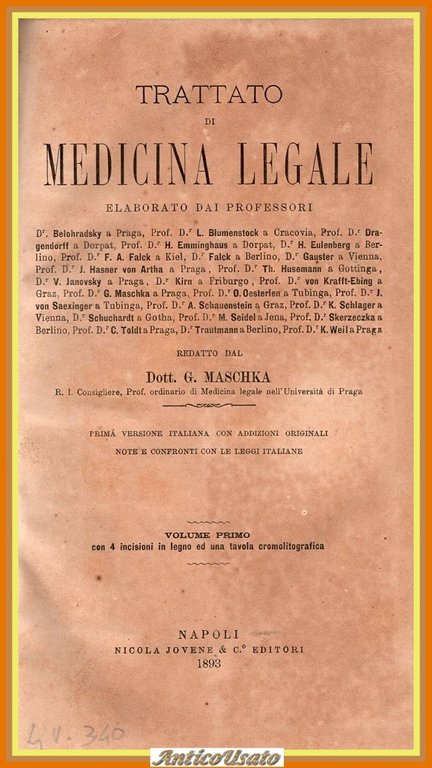 TRATTATO
DI
MEDICINA LEGALE
ELABORATO DAI PROFESSORI
D.r Belohradsky a Praga, Prof. D.r L. Blumenstock a Cracovia, Prof. D.r Dra-
gendorff a Dorpat, Prof. D.r H. Emminghaus a Dorpat, D.r H. Eulenberg a Ber-
lino, Prof. D.r F. A. Falck a Kiel, D.r Falck a Berlino, D.r Gauster a Vienna,
Prof. D.r J. Hasner von Artha a Praga, Prof. D.r Th. Husemann a Gottinga,
D.r V. Janovsky a Praga, D.r Kirn a Friburgo, Prof. D.r von Krafft-Ebing a
Graz, Prof. D.r G. Maschka a Praga, Prof. D.r O. Oesterlen a Tubinga, Prof. D.r J.
von Saexinger a Tubinga, Prof. D.r A. Schauenstein a Graz, Prof. D.r K. Schlager a
Vienna, D.r Schuchardt a Gotha, Prof. D.r M. Seidel a Jena, Prof. D.r Skerzeczka a
Berlino, Prof. D.r C. Toldt a Praga, D.r Trautmann a Berlino, Prof. D.r K. Weil a Praga
REDATTO DAL
Dott. G. MASCHKA
R. I. Consigliere, Prof. ordinario di Medicina legale nell'Università di Praga
PRIMÁ VERSIONE ITALIANA CON ADDIZIONI ORIGINALI
NOTE E CONFRONTI CON LE LEGGI ITALIANE
VOLUME PRIMO
con 4 incisioni in legno ed una tavola cromolitografica
NAPOLI
NICOLA JOVENE & C.º EDITORI
1893
4 V. 340
AnticoUsato